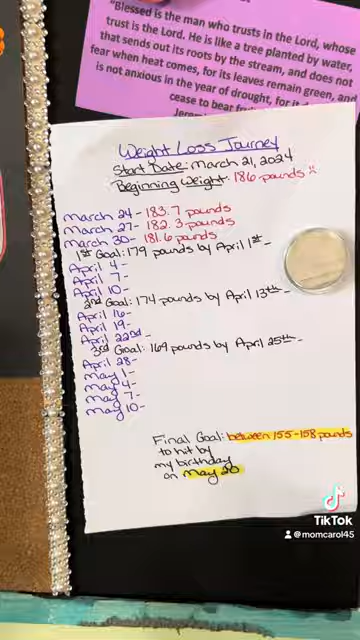 "Blessed is the man who trusts in the Lord, whose
trust is the Lord. He is like a tree planted by water,
that sends out its roots by the stream, and does not
fear when heat comes, for its leaves remain green, and
is not anxious in the year of drought, for it
cease to bear
Weight Loss Journey
Start Date: March 21, 2024
Beginning Weight: 186 pounds :(
March 24 - 183.7 pounds
March 27 - 182.3 pounds
March 30 - 181.6 pounds
1st Goal: 179 pounds by April 1st -
April 4 -
April 7 -
April 10 -
2nd Goal: 174 pounds by April 13th -
April 16 -
April 19 -
April 22nd -
3rd Goal: 169 pounds by April 25th -
April 28 -
May 1 -
May 4 -
May 7 -
May 10 -
Final Goal: between 155-158 pounds
to hit by
my birthday
on May 20
TikTok
@momcarol45